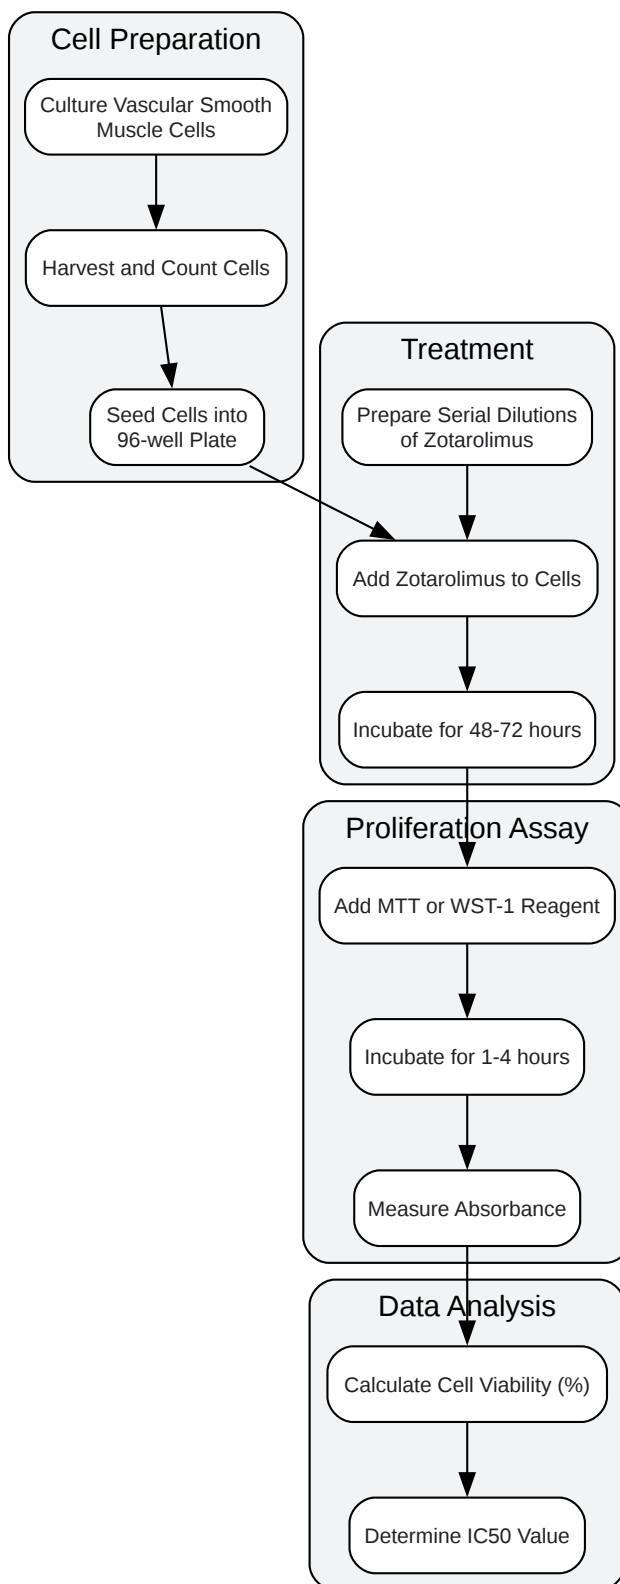 Cell Preparation
Culture Vascular Smooth
Muscle Cells
Harvest and Count Cells
Seed Cells into
96-well Plate
Treatment
Prepare Serial Dilutions
of Zotarolimus
Add Zotarolimus to Cells
Incubate for 48-72 hours
Proliferation Assay
Add MTT or WST-1 Reagent
Incubate for 1-4 hours
Measure Absorbance
Data Analysis
Calculate Cell Viability (%)
Determine IC50 Value